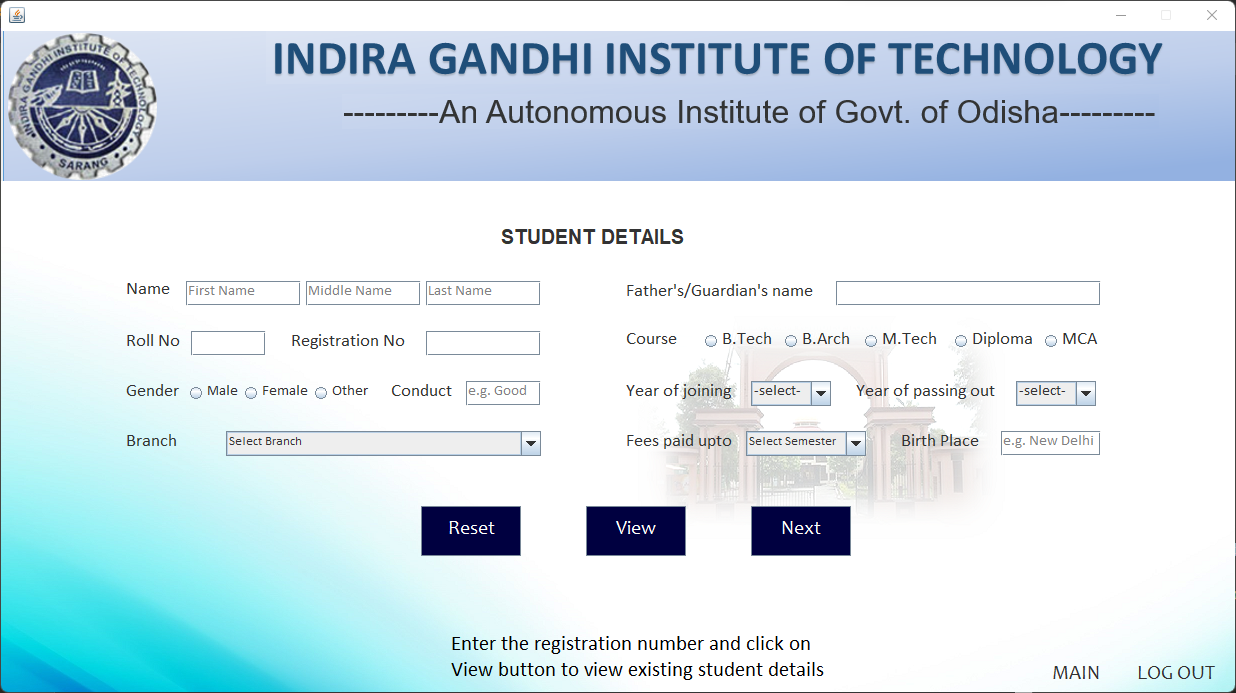 INDIRA GANDHI INSTITUTE OF TECHNOLOGY
---------An Autonomous Institute of Govt. of Odisha---------
INDIRA GANDHI INSTITUTE OF TECHNOLOGY
• SARANG •
STUDENT DETAILS
Name First Name Middle Name Last Name Father's/Guardian's name
Roll No Registration No Course B.Tech B.Arch M.Tech Diploma MCA
Gender Male Female Other Conduct e.g. Good Year of joining -select- Year of passing out -select-
Branch Select Branch Fees paid upto Select Semester Birth Place e.g. New Delhi
Reset View Next
Enter the registration number and click on
View button to view existing student details
MAIN LOG OUT